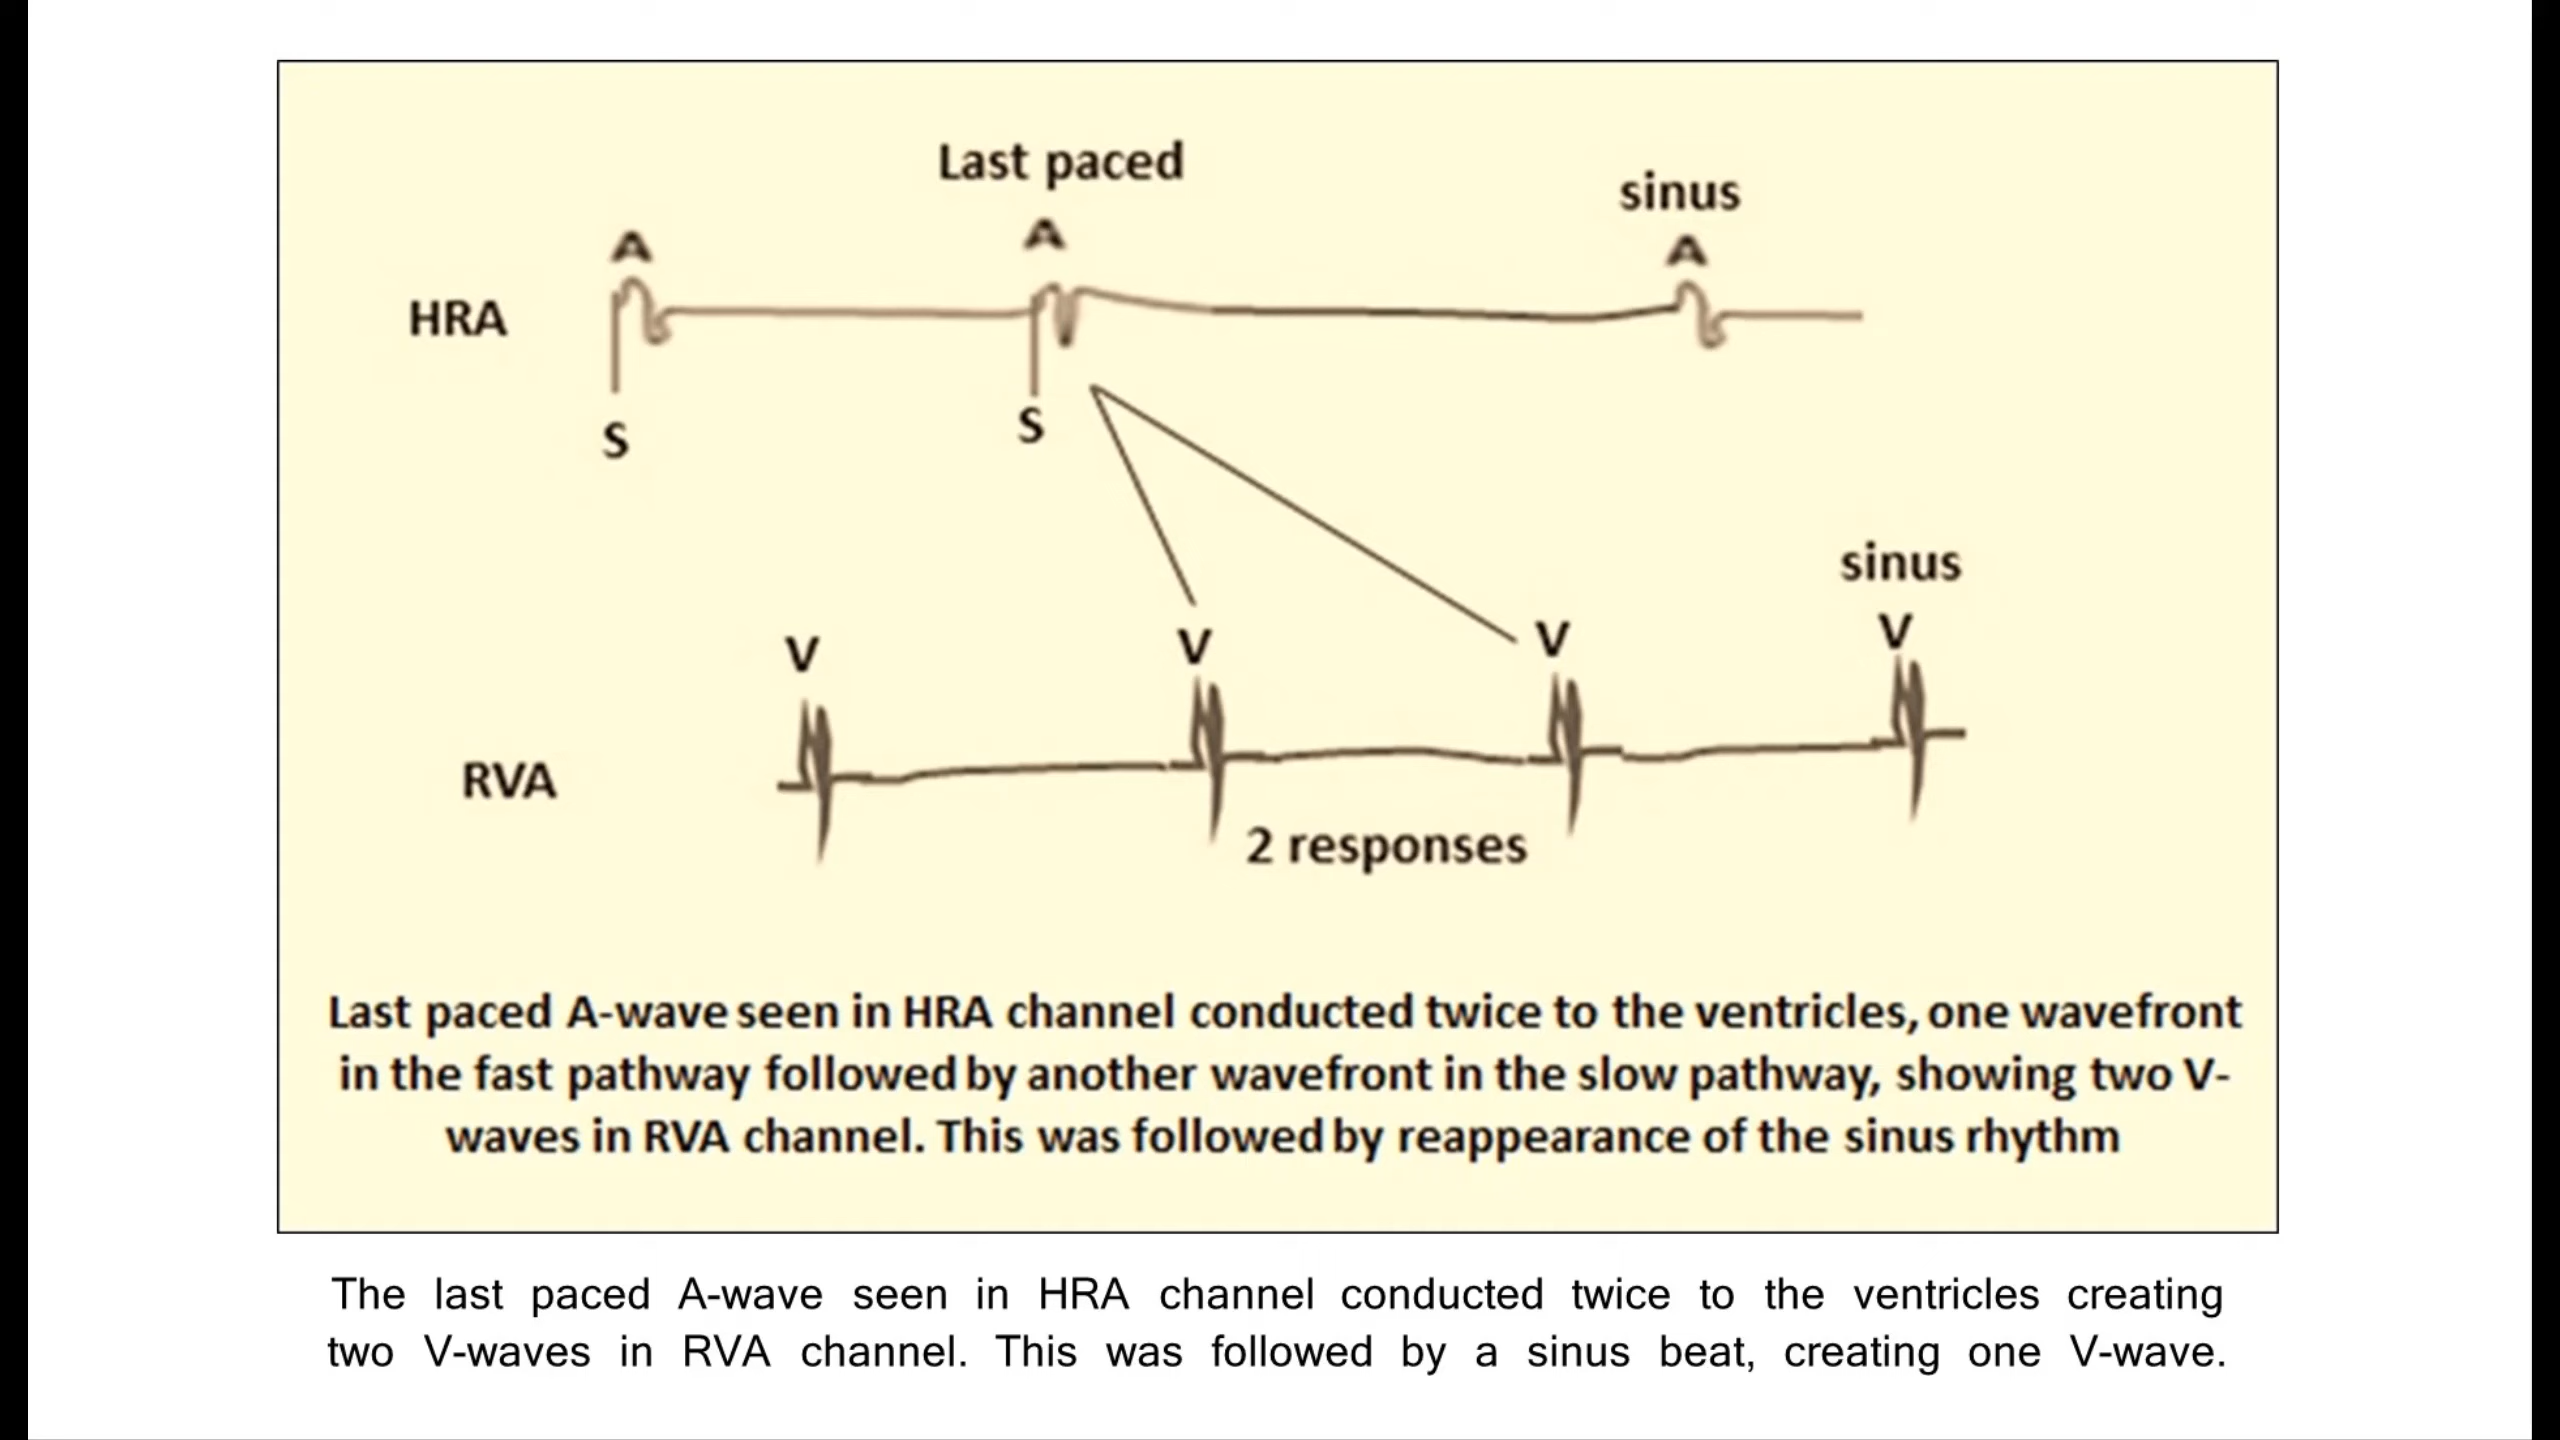 Last paced
sinus
A
A
A
HRA
S
S
sinus
V
V
V
V
RVA
2 responses
Last paced A-wave seen in HRA channel conducted twice to the ventricles, one wavefront
in the fast pathway followed by another wavefront in the slow pathway, showing two V-
waves in RVA channel. This was followed by reappearance of the sinus rhythm
The last paced A-wave seen in HRA channel conducted twice to the ventricles creating
two V-waves in RVA channel. This was followed by a sinus beat, creating one V-wave.